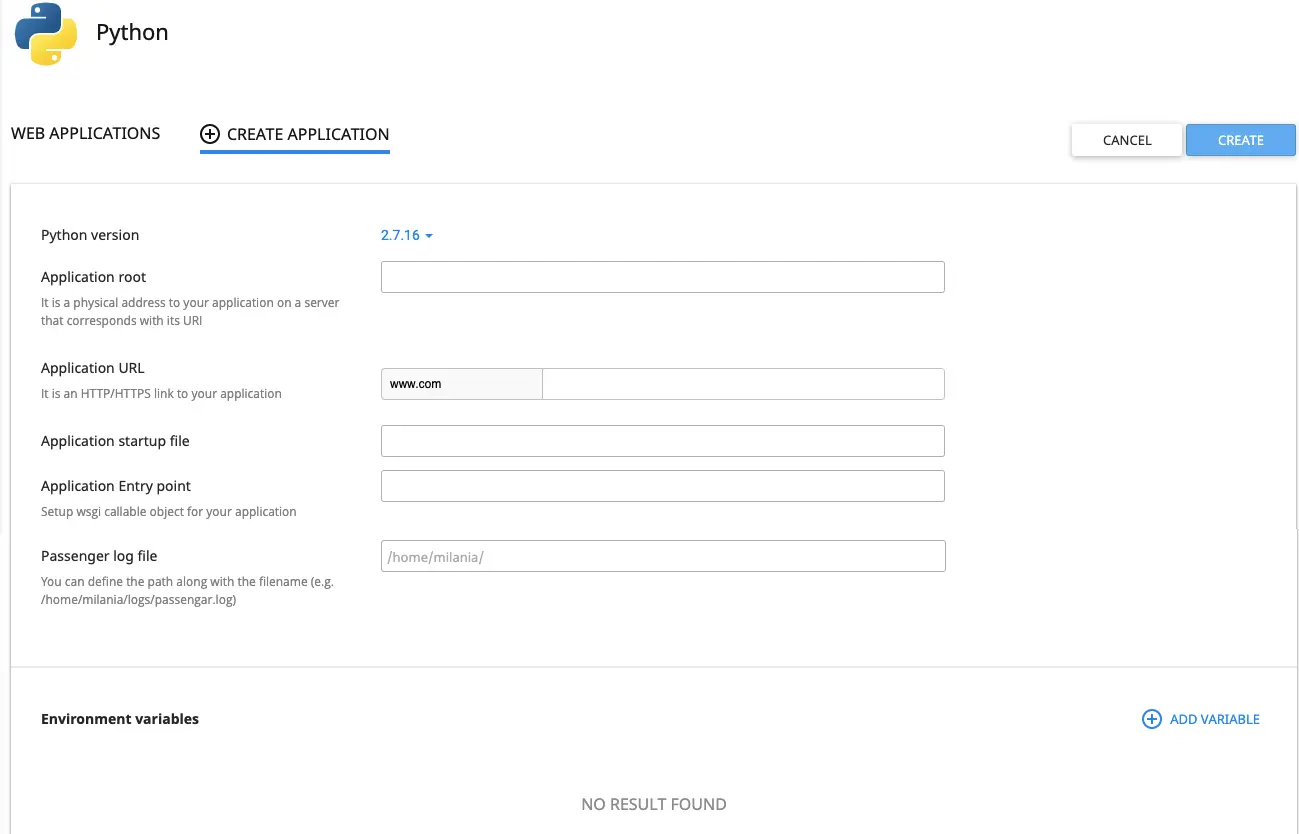 Python
WEB APPLICATIONS
CREATE APPLICATION
CANCEL
CREATE
Python version
2.7.16
Application root
It is a physical address to your application on a server
that corresponds with its URI
Application URL
It is an HTTP/HTTPS link to your application
www.com
Application startup file
Application Entry point
Setup wsgi callable object for your application
Passenger log file
You can define the path along with the filename (e.g.
/home/milania/logs/passengar.log)
/home/milania/
Environment variables
ADD VARIABLE
NO RESULT FOUND